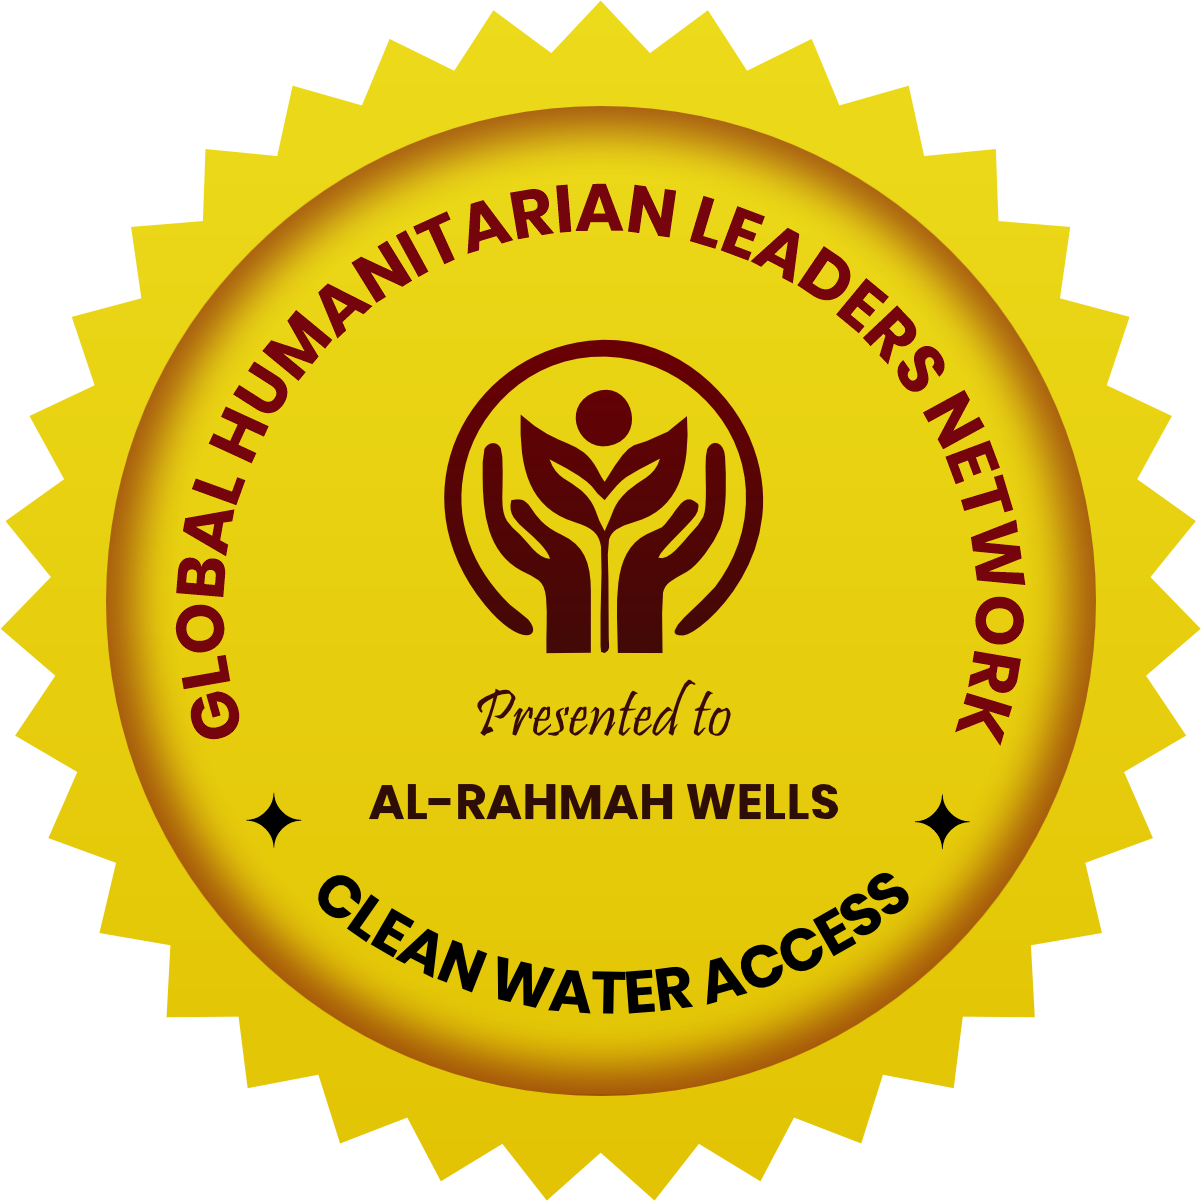 GLOBAL HUMANITARIAN LEADERS NETWORK
Presented to
AL-RAHMAH WELLS
CLEAN WATER ACCESS